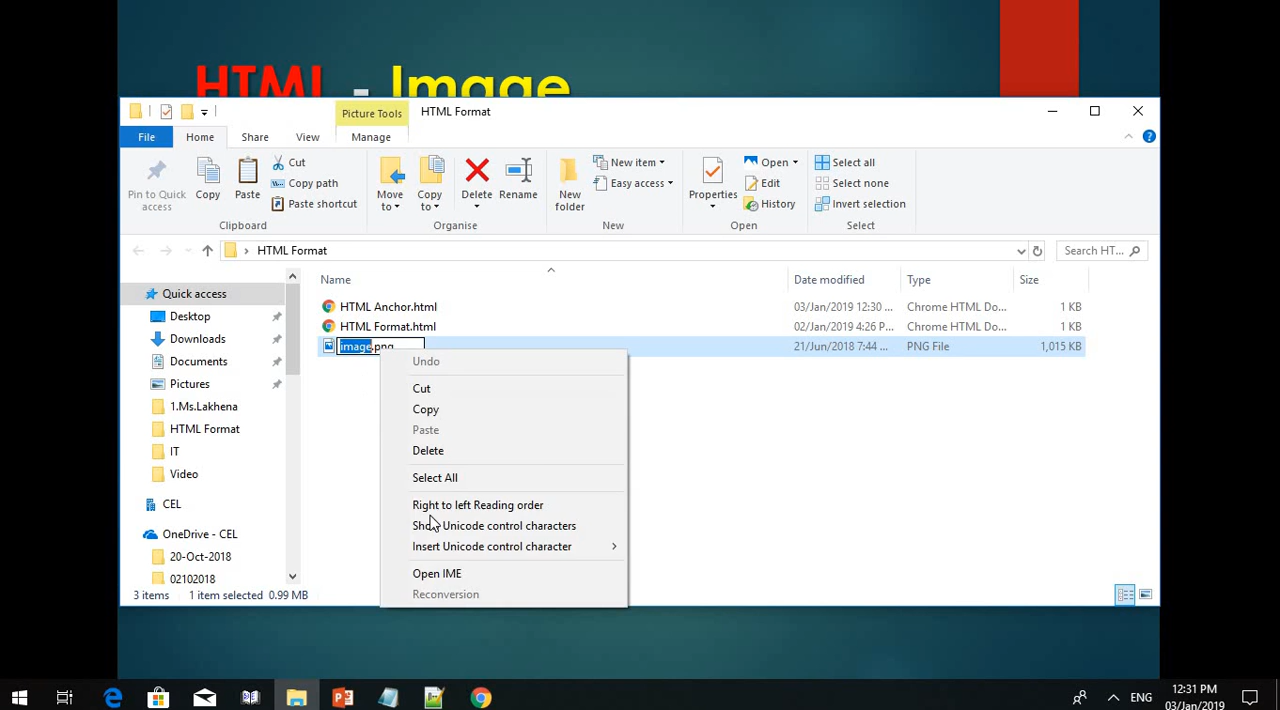 HTML - Image
Picture Tools
HTML Format
File
Home
Share
View
Manage
Pin to Quick access
Copy
Paste
Cut
Copy path
Paste shortcut
Move to
Copy to
Delete
Rename
New folder
New item
Easy access
Properties
Open
Edit
History
Select all
Select none
Invert selection
Clipboard
Organise
New
Open
Select
HTML Format
Search HT...
Name
Date modified
Type
Size
Quick access
Desktop
Downloads
Documents
Pictures
1.Ms.Lakhena
HTML Format
IT
Video
CEL
OneDrive - CEL
20-Oct-2018
02102018
HTML Anchor.html 03/Jan/2019 12:30 ... Chrome HTML Do... 1 KB
HTML Format.html 02/Jan/2019 4:26 P... Chrome HTML Do... 1 KB
image.png 21/Jun/2018 7:44 ... PNG File 1,015 KB
Undo
Cut
Copy
Paste
Delete
Select All
Right to left Reading order
Show Unicode control characters
Insert Unicode control character
Open IME
Reconversion
3 items 1 item selected 0.99 MB
ENG
12:31 PM
03/Jan/2019